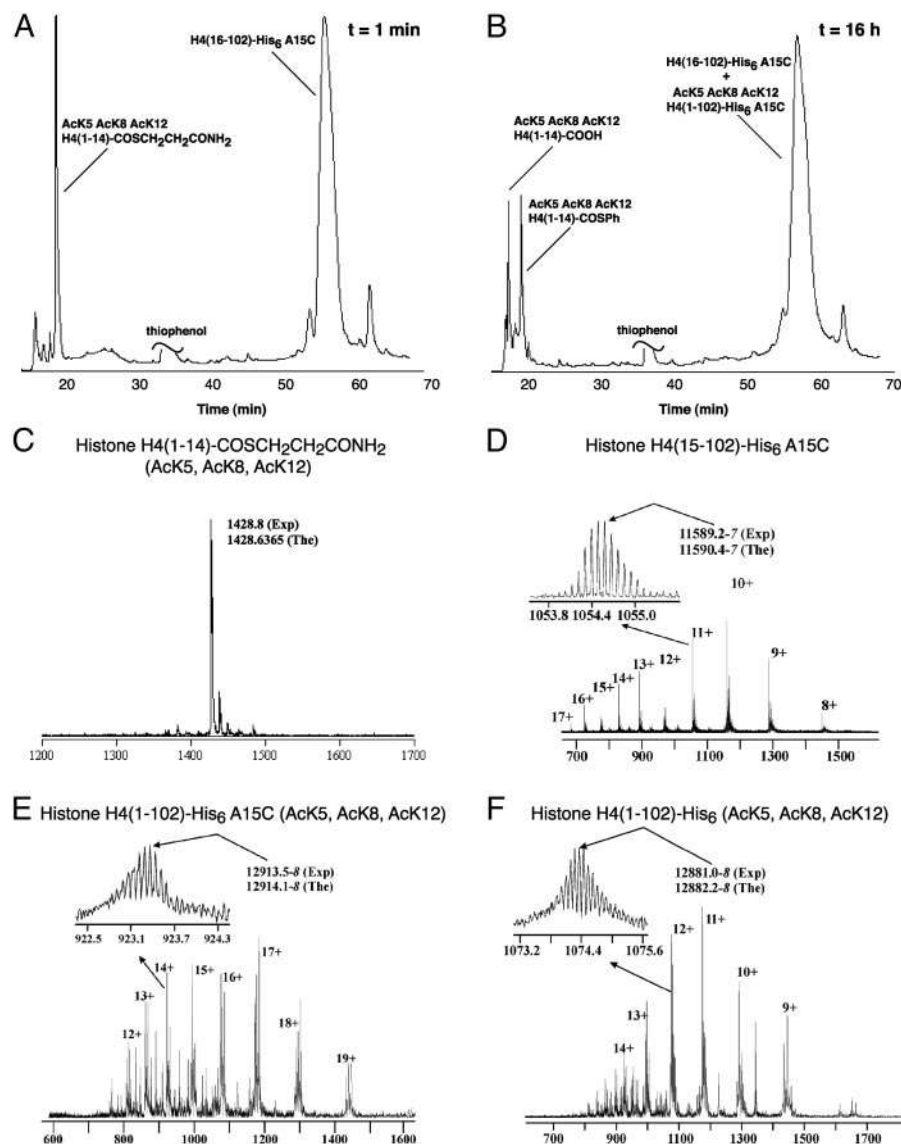 A
t = 1 min
H4(16-102)-His6 A15C
AcK5 AcK8 AcK12
H4(1-14)-COSCH2CH2CONH2
thiophenol
20 30 40 50 60 70
Time (min)
B
t = 16 h
H4(16-102)-His6 A15C
+
AcK5 AcK8 AcK12
H4(1-102)-His6 A15C
AcK5 AcK8 AcK12
H4(1-14)-COOH
AcK5 AcK8 AcK12
H4(1-14)-COSPh
thiophenol
20 30 40 50 60 70
Time (min)
C
Histone H4(1-14)-COSCH2CH2CONH2
(AcK5, AcK8, AcK12)
1428.8 (Exp)
1428.6365 (The)
1200 1300 1400 1500 1600 1700
D
Histone H4(15-102)-His6 A15C
11589.2-7 (Exp)
11590.4-7 (The)
10+
1053.8 1054.4 1055.0
11+
12+
13+
14+
15+
16+
17+
9+
8+
700 900 1100 1300 1500
E
Histone H4(1-102)-His6 A15C (AcK5, AcK8, AcK12)
12913.5-8 (Exp)
12914.1-8 (The)
922.5 923.1 923.7 924.3
12+
13+
14+
15+
16+
17+
18+
19+
600 800 1000 1200 1400 1600
F
Histone H4(1-102)-His6 (AcK5, AcK8, AcK12)
12881.0-8 (Exp)
12882.2-8 (The)
1073.2 1074.4 1075.6
12+
11+
10+
9+
13+
14+
700 900 1100 1300 1500 1700